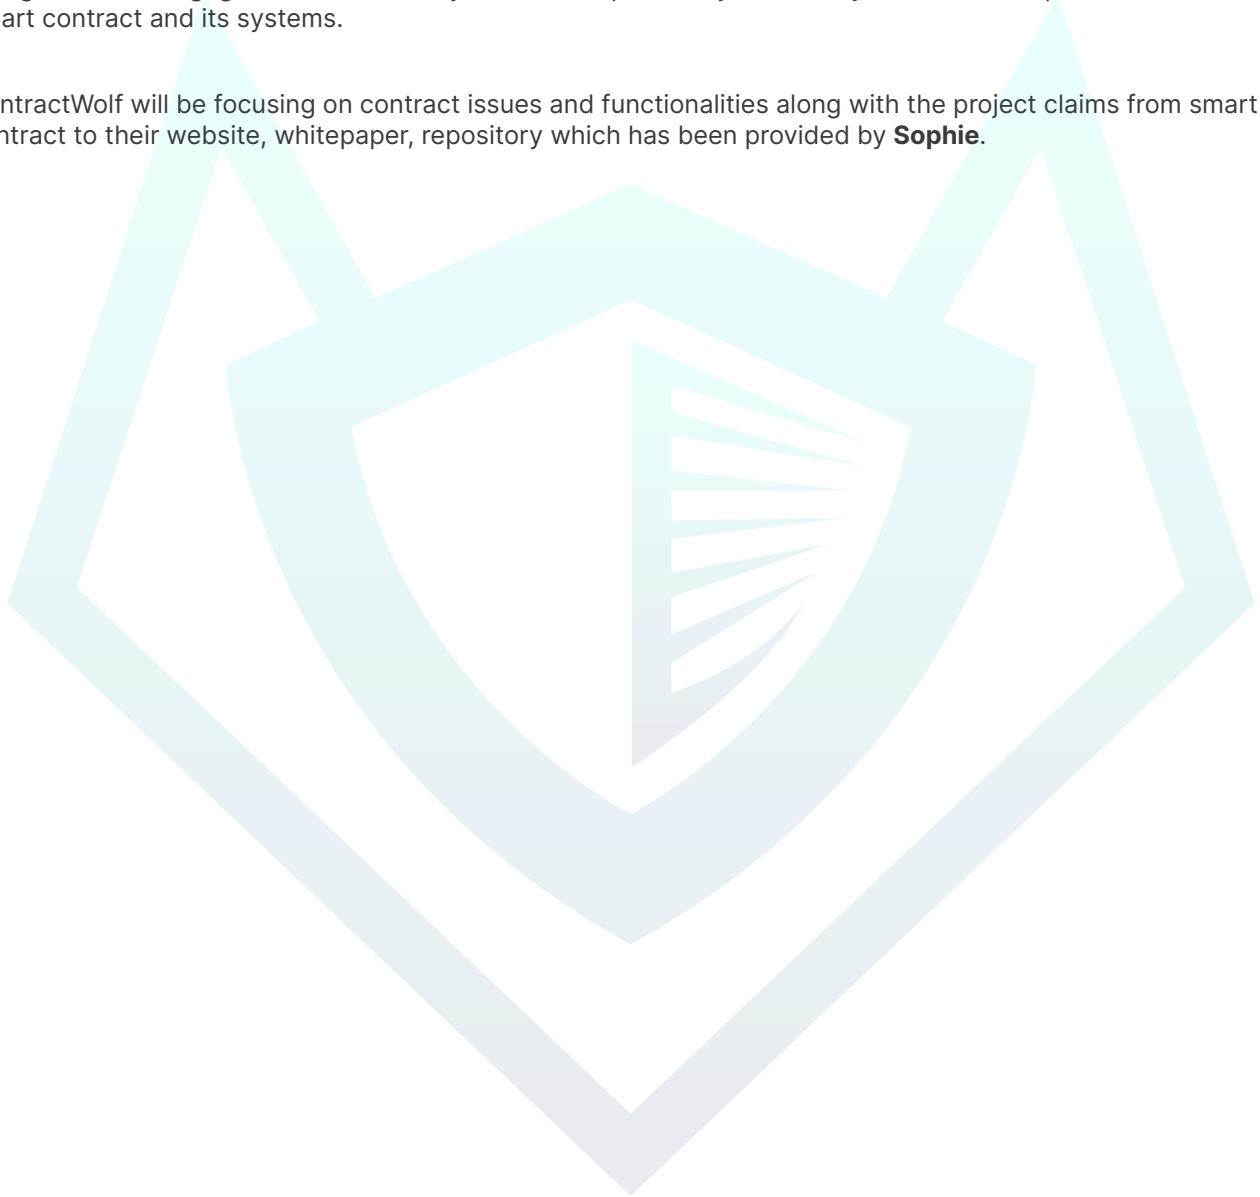 art contract and its systems.
ntractWolf will be focusing on contract issues and functionalities along with the project claims from smart
ntract to their website, whitepaper, repository which has been provided by Sophie.